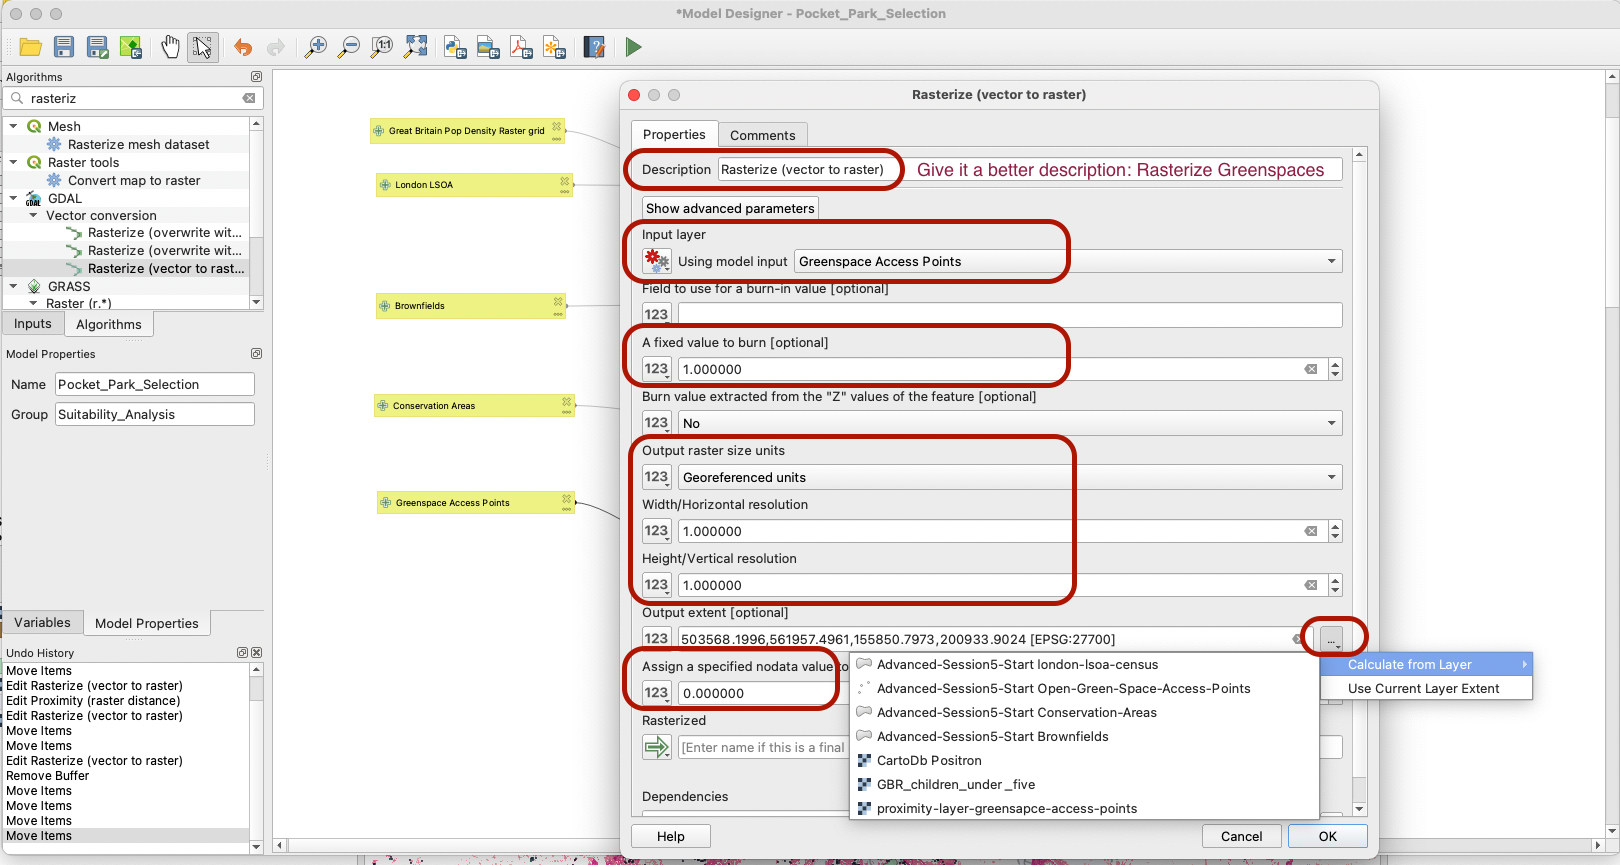 *Model Designer - Pocket_Park_Selection
Algorithms
rasteriz
Mesh
Rasterize mesh dataset
Raster tools
Convert map to raster
GDAL
Vector conversion
Rasterize (overwrite wit...
Rasterize (overwrite wit...
Rasterize (vector to rast...
GRASS
Raster (r.*)
Inputs
Algorithms
Model Properties
Name
Pocket_Park_Selection
Group
Suitability_Analysis
Variables
Model Properties
Undo History
Move Items
Edit Rasterize (vector to raster)
Edit Proximity (raster distance)
Edit Rasterize (vector to raster)
Move Items
Move Items
Edit Rasterize (vector to raster)
Remove Buffer
Move Items
Move Items
Move Items
Move Items
Great Britain Pop Density Raster grid
London LSOA
Brownfields
Conservation Areas
Greenspace Access Points
Rasterize (vector to raster)
Properties
Comments
Description
Rasterize (vector to raster)
Give it a better description: Rasterize Greenspaces
Show advanced parameters
Input layer
Using model input
Greenspace Access Points
Field to use for a burn-in value [optional]
123
A fixed value to burn [optional]
123
1.000000
Burn value extracted from the "Z" values of the feature [optional]
123
No
Output raster size units
123
Georeferenced units
Width/Horizontal resolution
123
1.000000
Height/Vertical resolution
123
1.000000
Output extent [optional]
123
503568.1996,561957.4961,155850.7973,200933.9024 [EPSG:27700]
...
Calculate from Layer
Use Current Layer Extent
Assign a specified nodata value to
123
0.000000
Advanced-Session5-Start london-lsoa-census
Advanced-Session5-Start Open-Green-Space-Access-Points
Advanced-Session5-Start Conservation-Areas
Advanced-Session5-Start Brownfields
CartoDb Positron
GBR_children_under_five
proximity-layer-greensapce-access-points
Rasterized
[Enter name if this is a final
Dependencies
Help
Cancel
OK